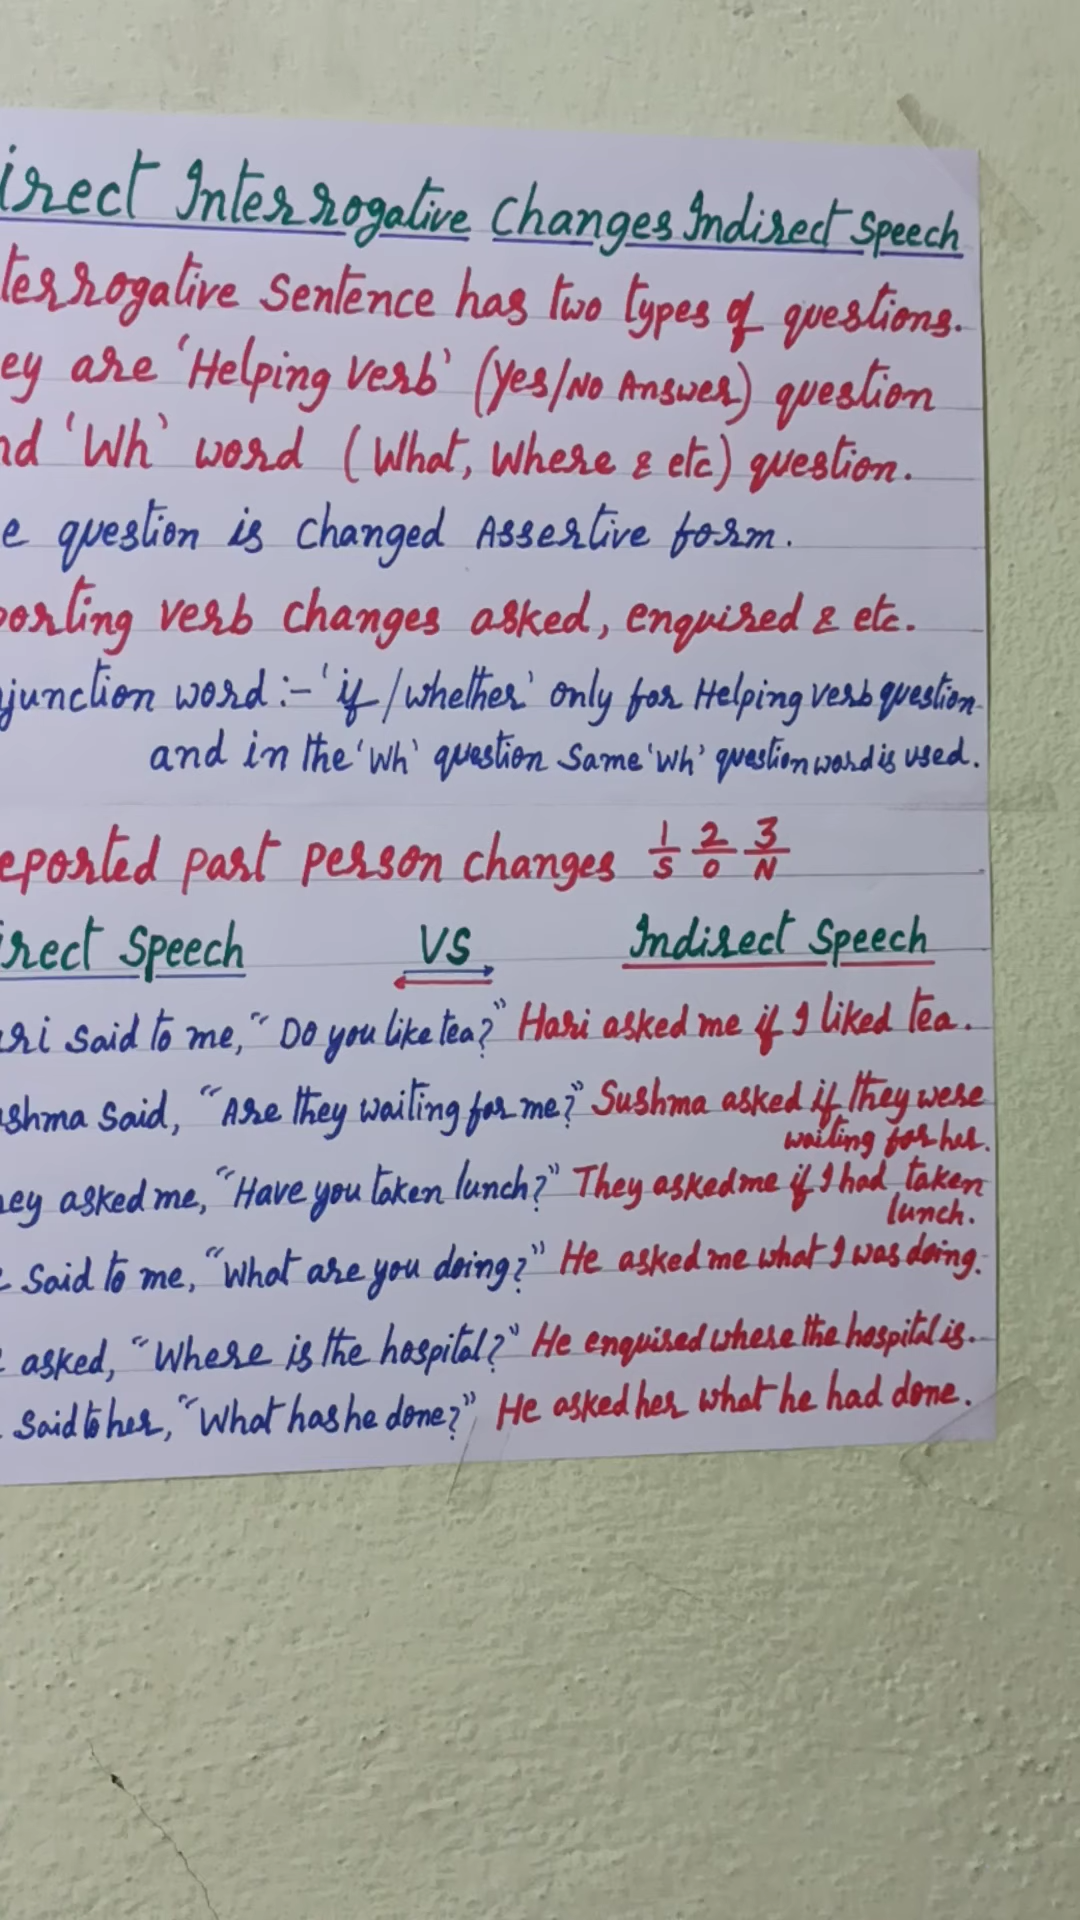 irect Interrogative Changes Indirect Speech
terrogative Sentence has two types of questions.
ey are 'Helping verb' (Yes/No Answer) question
nd 'Wh' word (What, Where & etc) question.
e question is changed Assertive form.
porting verb changes asked, enquired & etc.
junction word :- 'if/whether' only for Helping verb question
and in the 'Wh' question Same 'Wh' question word is used.
eported part person changes 1/S 2/O 3/N
irect Speech VS Indirect Speech
ri said to me, "Do you like tea?" Hari asked me if I liked tea.
shma said, "Are they waiting for me?" Sushma asked if they were
waiting for her.
ey asked me, "Have you taken lunch?" They asked me if I had taken
lunch.
said to me, "What are you doing?" He asked me what I was doing.
asked, "Where is the hospital?" He enquired where the hospital is.
said to her, "What has he done?" He asked her what he had done.